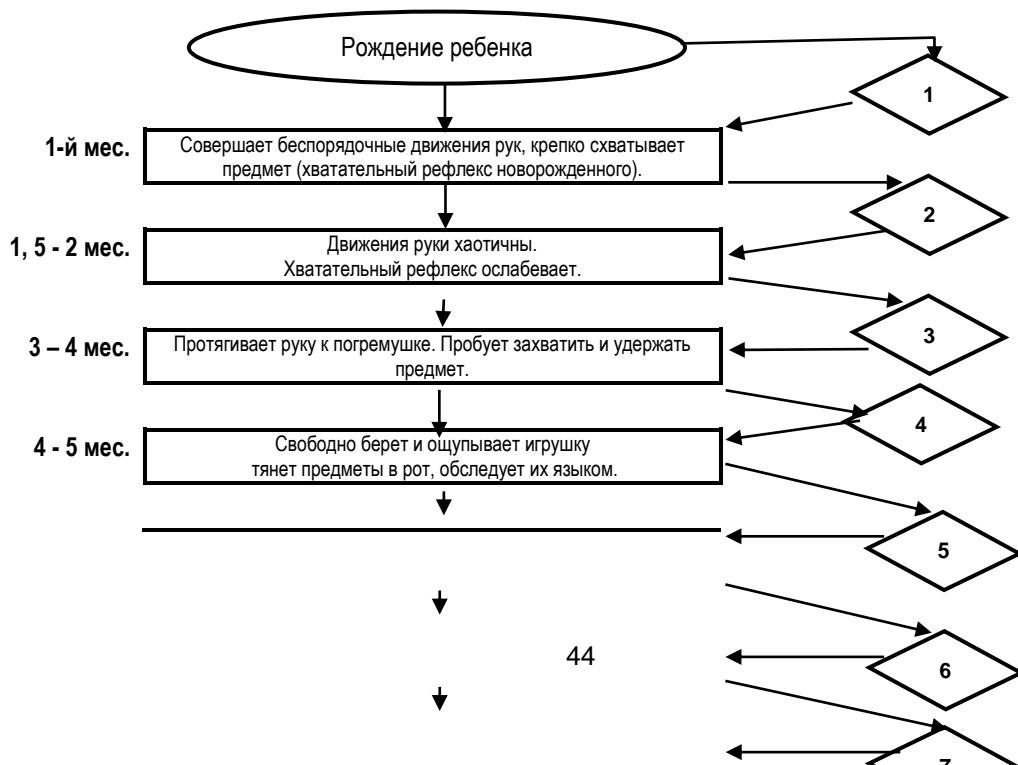 Рождение ребенка
1
1-й мес.
Совершает беспорядочные движения рук, крепко схватывает
предмет (хватательный рефлекс новорожденного).
2
1, 5 - 2 мес.
Движения руки хаотичны.
Хватательный рефлекс ослабевает.
3
3 – 4 мес.
Протягивает руку к погремушке. Пробует захватить и удержать
предмет.
4
4 - 5 мес.
Свободно берет и ощупывает игрушку
тянет предметы в рот, обследует их языком.
5
44
6
7